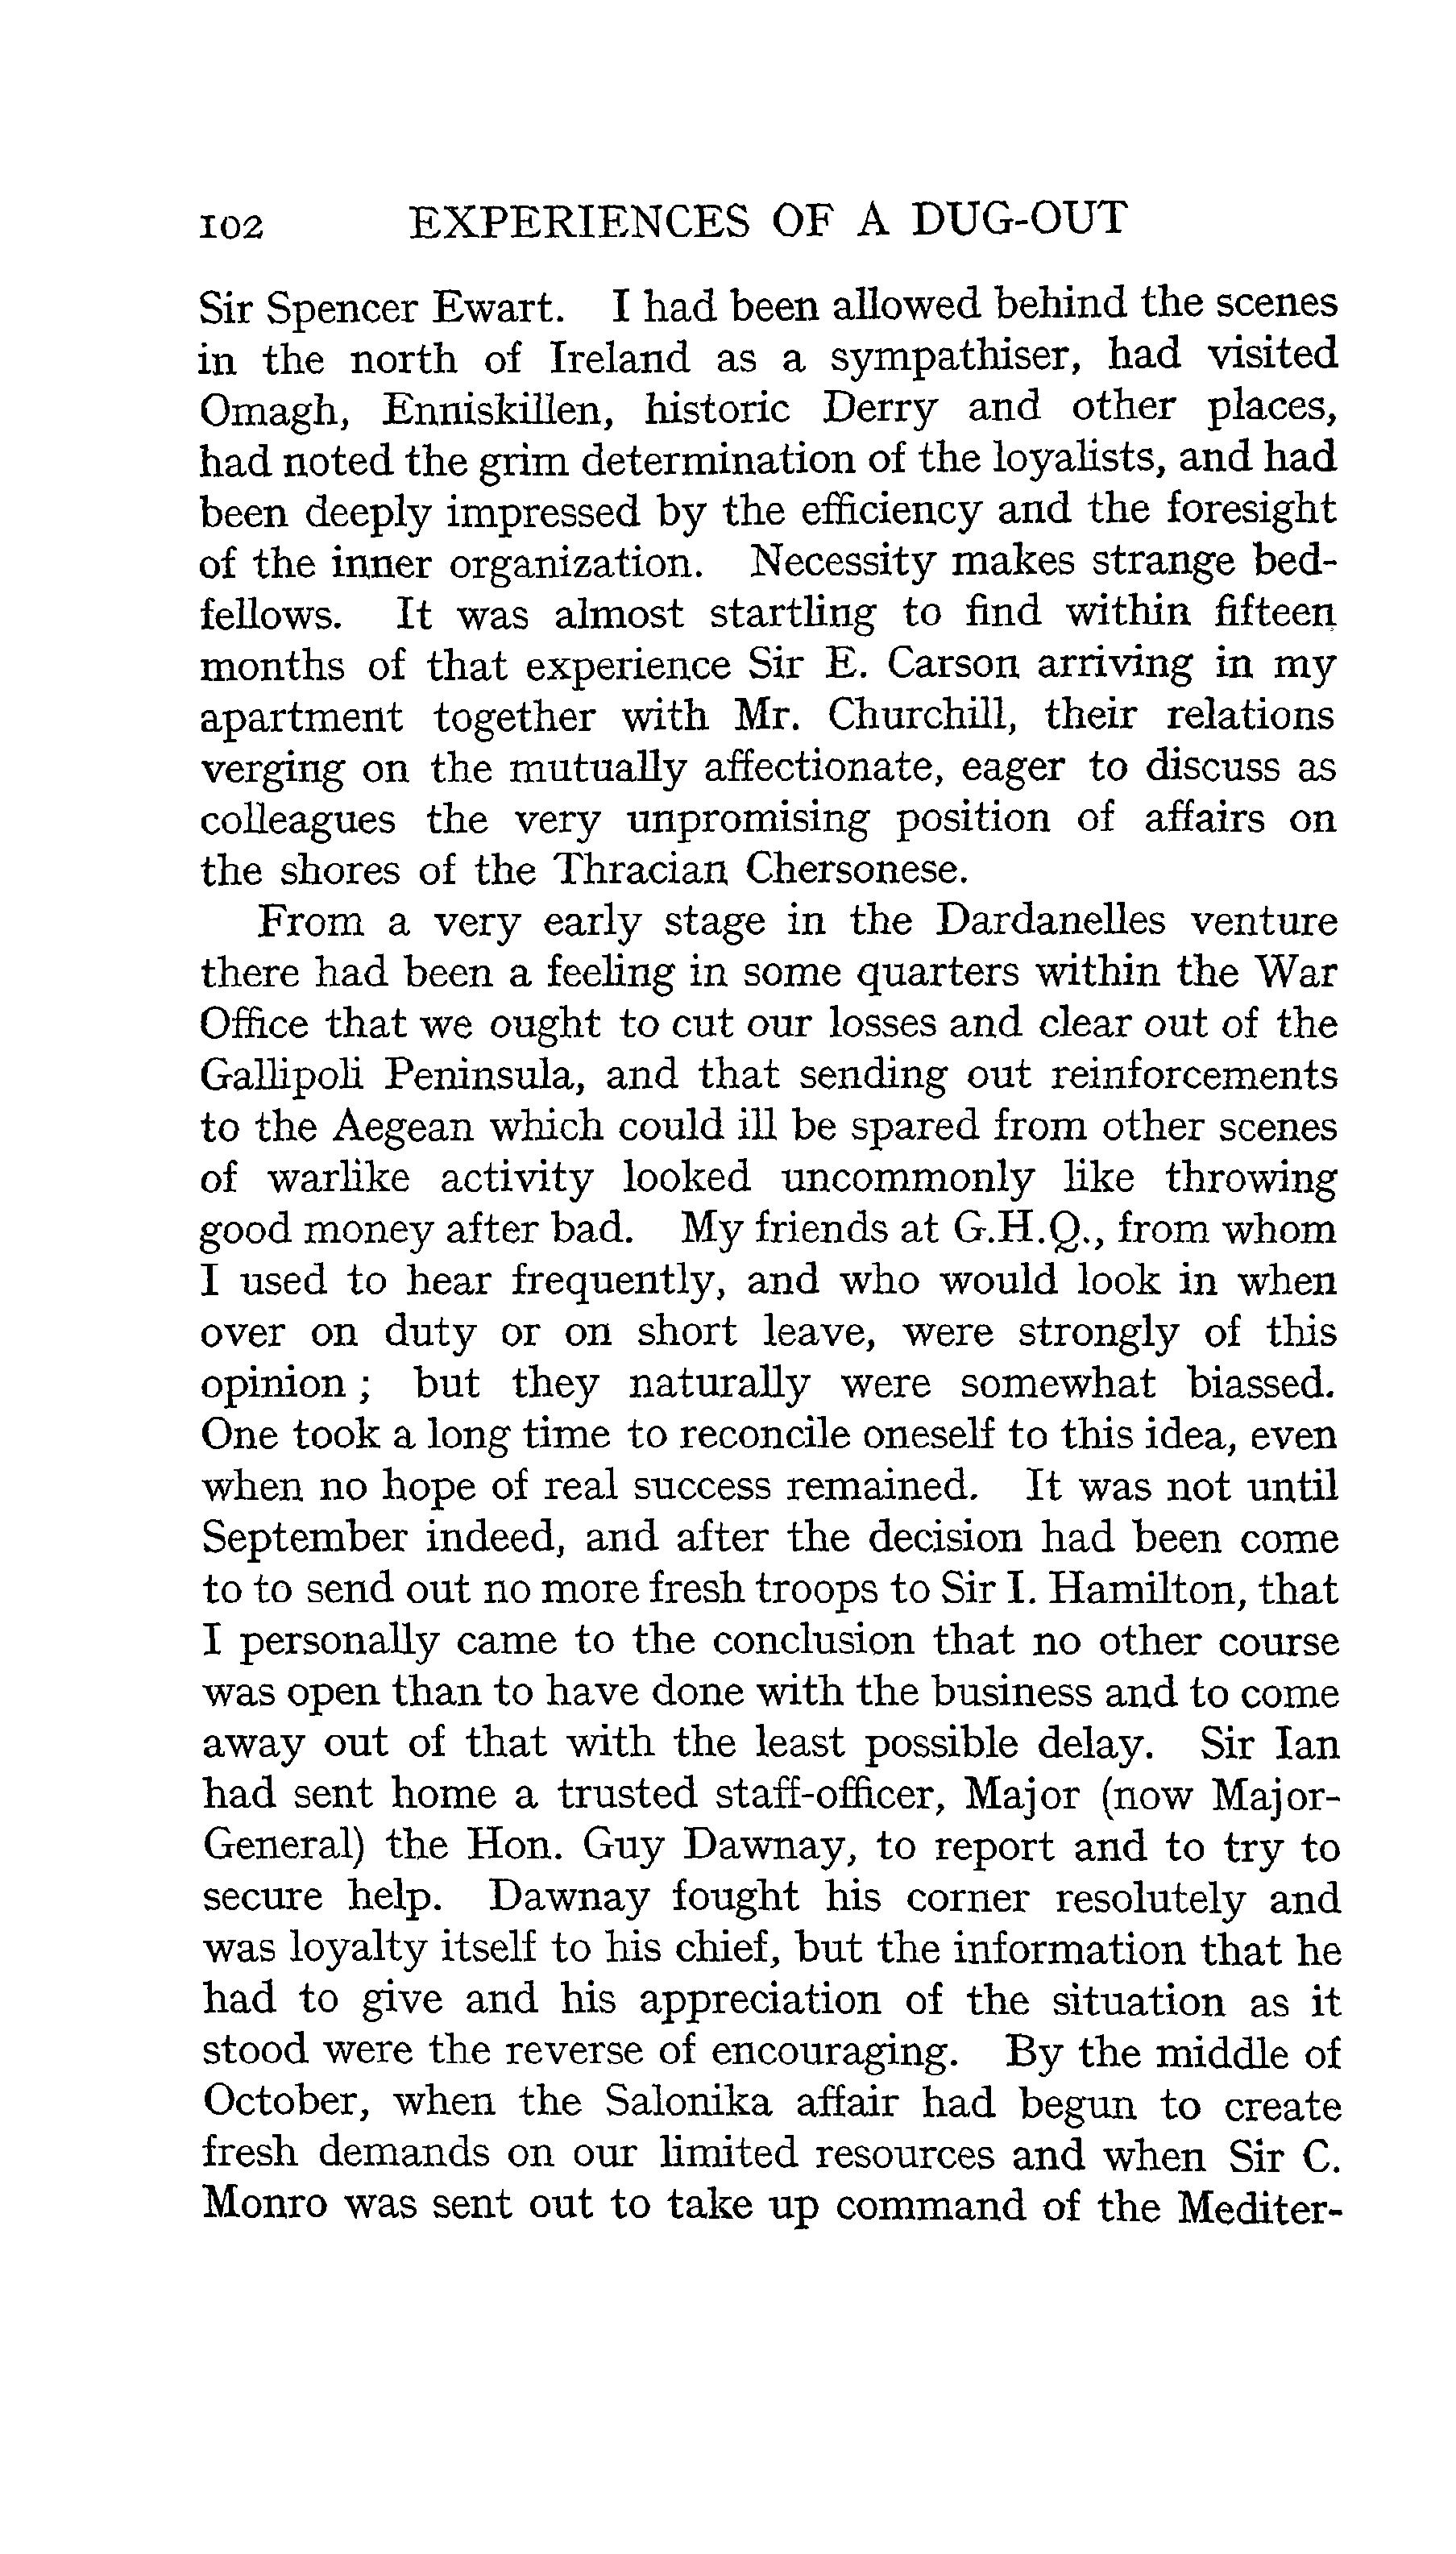 102 EXPERIENCES OF A DUG-OUT
Sir Spencer Ewart. I had been allowed behind the scenes
in the north of Ireland as a sympathiser, had visited
Omagh, Enniskillen, historic Derry and other places,
had noted the grim determination of the loyalists, and had
been deeply impressed by the efficiency and the foresight
of the inner organization. Necessity makes strange bed-
fellows. It was almost startling to find within fifteen
months of that experience Sir E. Carson arriving in my
apartment together with Mr. Churchill, their relations
verging on the mutually affectionate, eager to discuss as
colleagues the very unpromising position of affairs on
the shores of the Thracian Chersonese.
From a very early stage in the Dardanelles venture
there had been a feeling in some quarters within the War
Office that we ought to cut our losses and clear out of the
Gallipoli Peninsula, and that sending out reinforcements
to the Aegean which could ill be spared from other scenes
of warlike activity looked uncommonly like throwing
good money after bad. My friends at G.H.Q., from whom
I used to hear frequently, and who would look in when
over on duty or on short leave, were strongly of this
opinion ; but they naturally were somewhat biassed.
One took a long time to reconcile oneself to this idea, even
when no hope of real success remained. It was not until
September indeed, and after the decision had been come
to to send out no more fresh troops to Sir I. Hamilton, that
I personally came to the conclusion that no other course
was open than to have done with the business and to come
away out of that with the least possible delay. Sir Ian
had sent home a trusted staff-officer, Major (now Major-
General) the Hon. Guy Dawnay, to report and to try to
secure help. Dawnay fought his corner resolutely and
was loyalty itself to his chief, but the information that he
had to give and his appreciation of the situation as it
stood were the reverse of encouraging. By the middle of
October, when the Salonika affair had begun to create
fresh demands on our limited resources and when Sir C.
Monro was sent out to take up command of the Mediter-